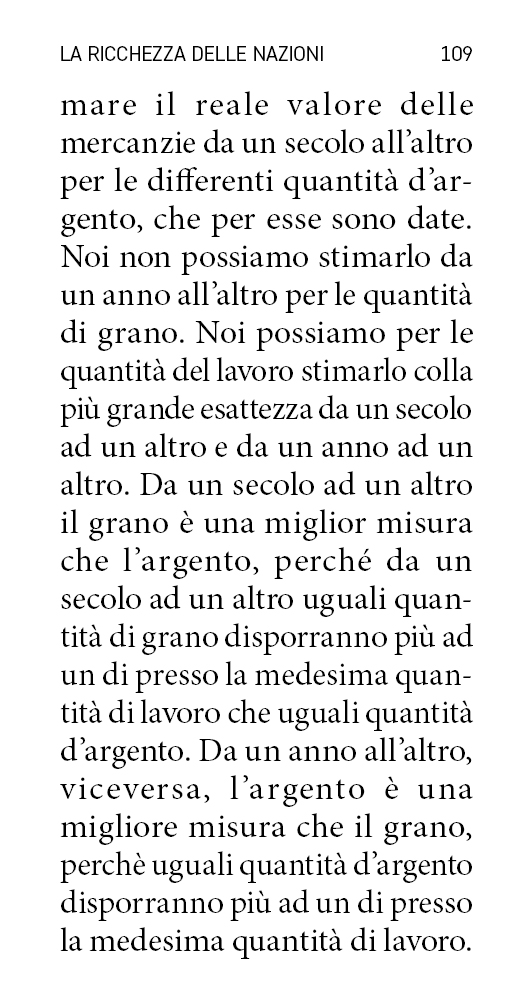 LA RICCHEZZA DELLE NAZIONI 109
mare il reale valore delle
mercanzie da un secolo all’altro
per le differenti quantità d’ar-
gento, che per esse sono date.
Noi non possiamo stimarlo da
un anno all’altro per le quantità
di grano. Noi possiamo per le
quantità del lavoro stimarlo colla
più grande esattezza da un secolo
ad un altro e da un anno ad un
altro. Da un secolo ad un altro
il grano è una miglior misura
che l’argento, perché da un
secolo ad un altro uguali quan-
tità di grano disporranno più ad
un di presso la medesima quan-
tità di lavoro che uguali quantità
d’argento. Da un anno all’altro,
viceversa, l’argento è una
migliore misura che il grano,
perchè uguali quantità d’argento
disporranno più ad un di presso
la medesima quantità di lavoro.